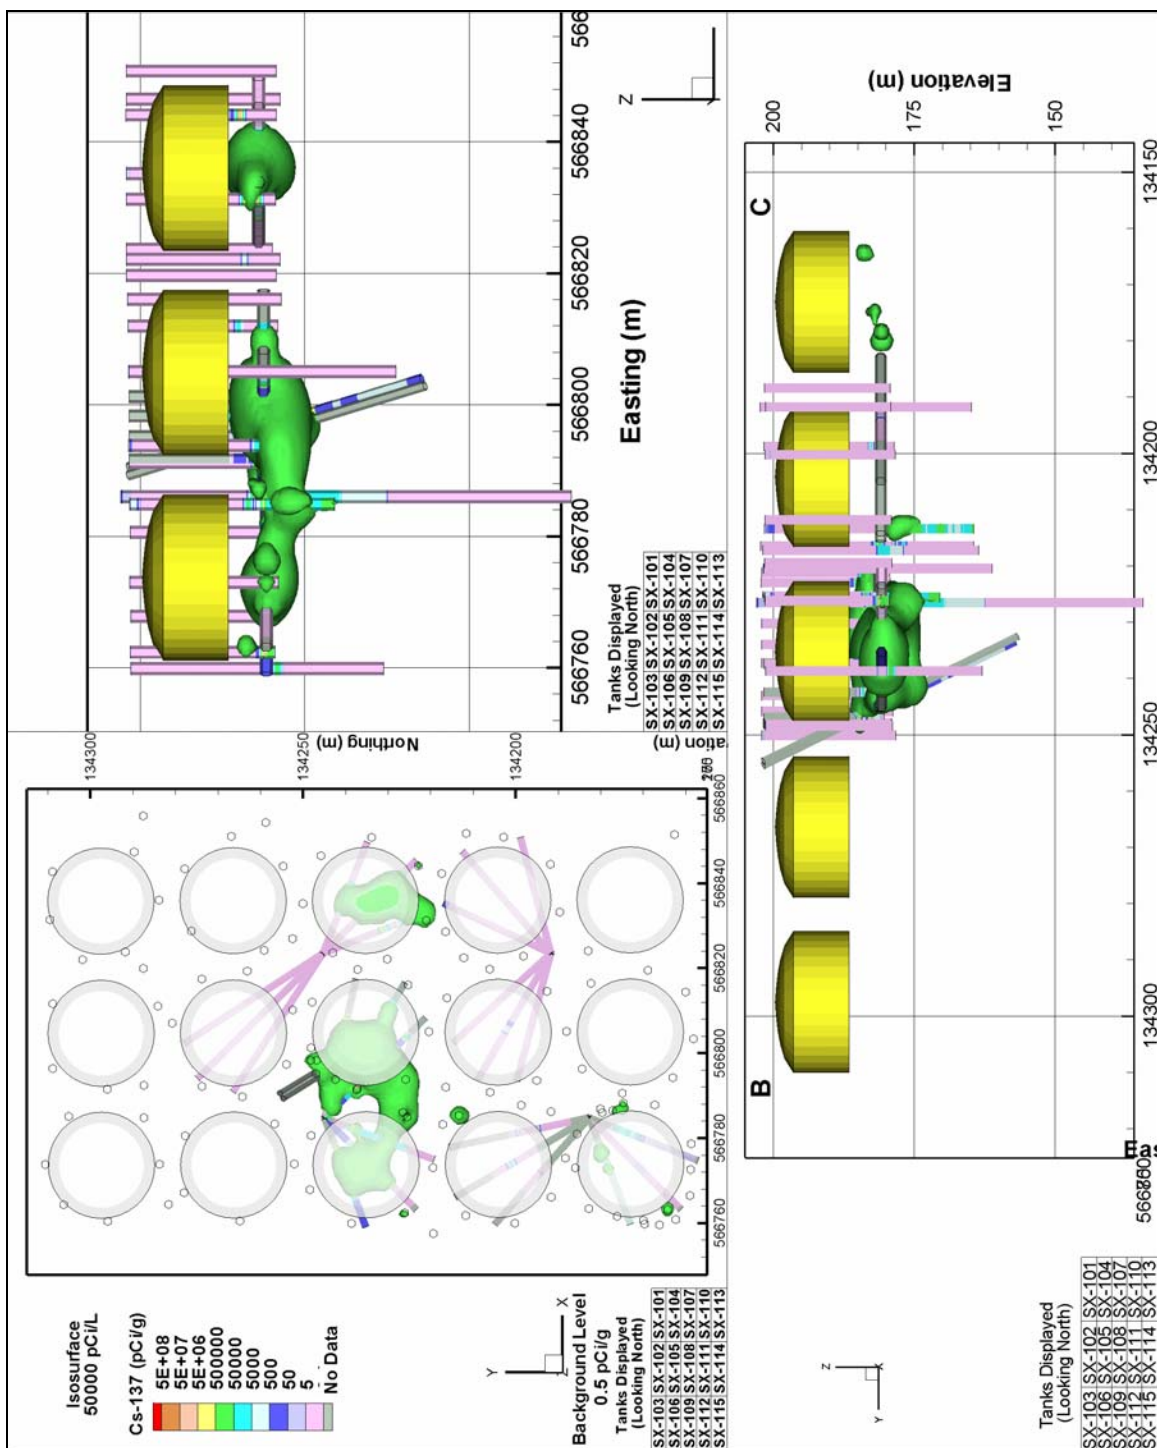 134300
134250
134200
Northing (m)
566760
566780
566800
566820
566840
Easting (m)
Z
Tanks Displayed
(Looking North)
SX-103 SX-102 SX-101
SX-106 SX-105 SX-104
SX-109 SX-108 SX-107
SX-112 SX-111 SX-110
SX-115 SX-114 SX-113
566760
566780
566800
566820
566840
566860
Isosurface
50000 pCi/L
Cs-137 (pCi/g)
5E+08
5E+07
5E+06
500000
50000
5000
500
50
5
No Data
Y
X
Background Level
0.5 pCi/g
Tanks Displayed
(Looking North)
SX-103 SX-102 SX-101
SX-106 SX-105 SX-104
SX-109 SX-108 SX-107
SX-112 SX-111 SX-110
SX-115 SX-114 SX-113
Elevation (m)
200
175
150
C
B
134150
134200
134250
134300
Z
Y
X
Tanks Displayed
(Looking North)
SX-103 SX-102 SX-101
SX-106 SX-105 SX-104
SX-109 SX-108 SX-107
SX-112 SX-111 SX-110
SX-115 SX-114 SX-113